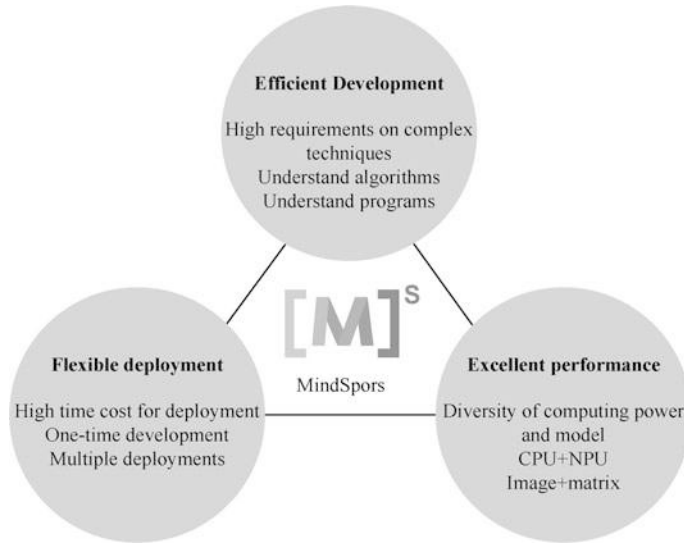 Efficient Development
High requirements on complex
techniques
Understand algorithms
Understand programs
[M]ˢ
MindSpors
Flexible deployment
High time cost for deployment
One-time development
Multiple deployments
Excellent performance
Diversity of computing power
and model
CPU+NPU
Image+matrix